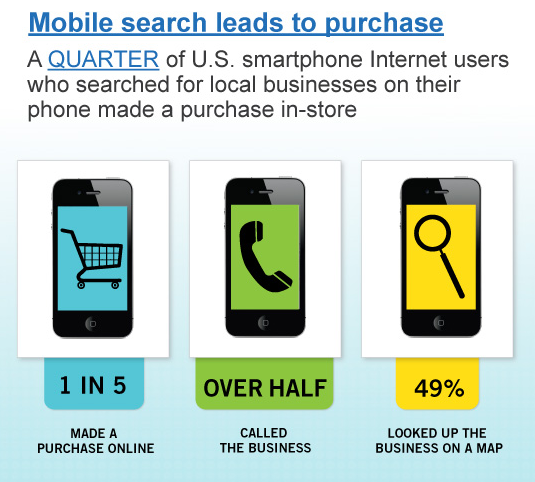 Mobile search leads to purchase
A QUARTER of U.S. smartphone Internet users
who searched for local businesses on their
phone made a purchase in-store
1 IN 5
MADE A
PURCHASE ONLINE
OVER HALF
CALLED
THE BUSINESS
49%
LOOKED UP THE
BUSINESS ON A MAP